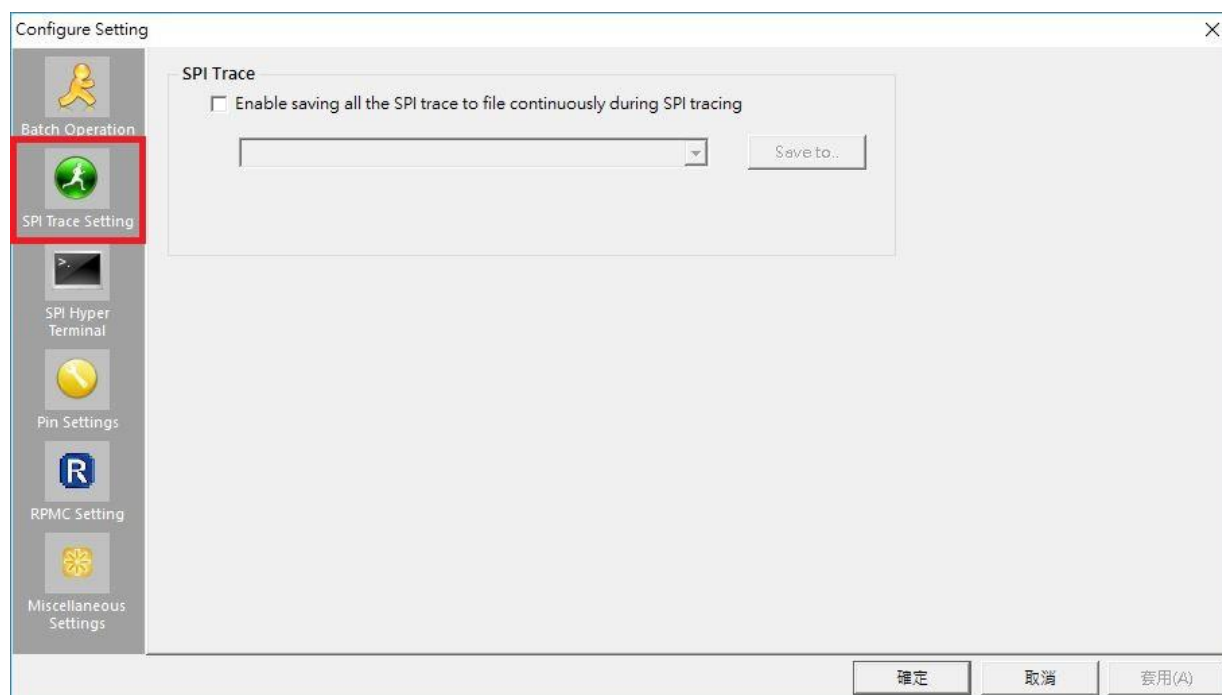 Configure Setting
Batch Operation
SPI Trace Setting
>.
SPI Hyper
Terminal
Pin Settings
R
RPMC Setting
Miscellaneous
Settings
SPI Trace
Enable saving all the SPI trace to file continuously during SPI tracing
Save to..
確定
取消
套用(A)